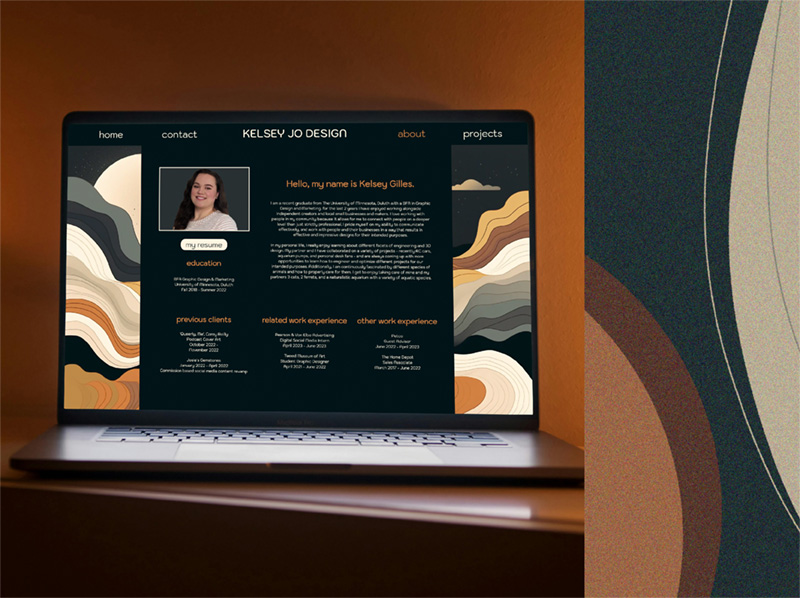 home
contact
KELSEY JO DESIGN
about
projects
Hello, my name is Kelsey Gilles.
I am a recent graduate from The University of Minnesota, Duluth with a BFA in Graphic
Design and Marketing. For the last 2 years I have enjoyed working alongside
independent creators and local small businesses and makers. I love working with
people in my community because it allows for me to connect with people on a deeper
level than just strictly professional. I pride myself on my ability to communicate
effectively and work with people and their businesses in a way that results in
effective and impressive designs for their intended purposes.
In my personal life, I really enjoy learning about different facets of engineering and 3D
design. My partner and I have collaborated on a variety of projects - recently RC cars,
aquarium pumps, and personal desk fans - and are always coming up with more
opportunities to learn how to engineer and optimize different projects for our
intended purposes. Additionally, I am continuously fascinated by different species of
animals and how to properly care for them. I get to enjoy taking care of mine and my
partners 3 cats, 2 ferrets, and a naturalistic aquarium with a variety of aquatic species.
my resume
education
BFA Graphic Design & Marketing
University of Minnesota, Duluth
Fall 2018 - Summer 2022
previous clients
Queerly, Me!, Casey Reilly
Podcast Cover Art
October 2022 -
November 2022
Josie's Gemstones
January 2022 - April 2022
Commission based social media content revamp
related work experience
Pearson & the Elbo Advertising
Digital Social Media Intern
April 2023 - June 2023
Tweed Museum of Art
Student Graphic Designer
April 2021 - June 2022
other work experience
Petco
Guest Advisor
June 2022 - April 2023
The Home Depot
Sales Associate
March 2017 - June 2022